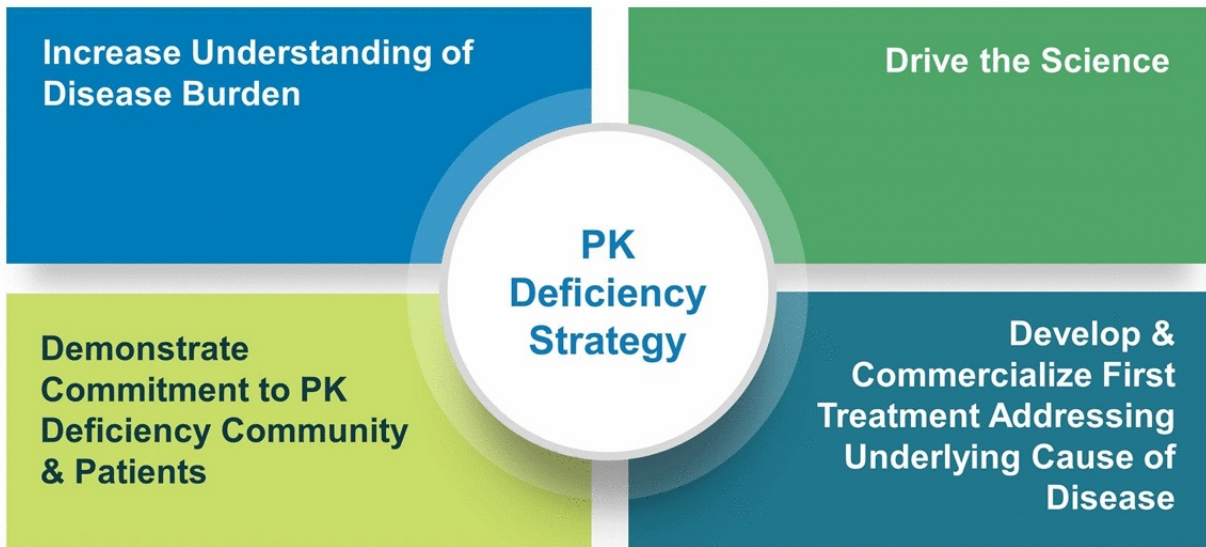 Increase Understanding of
Disease Burden
Drive the Science
PK
Deficiency
Strategy
Demonstrate
Commitment to PK
Deficiency Community
& Patients
Develop &
Commercialize First
Treatment Addressing
Underlying Cause of
Disease